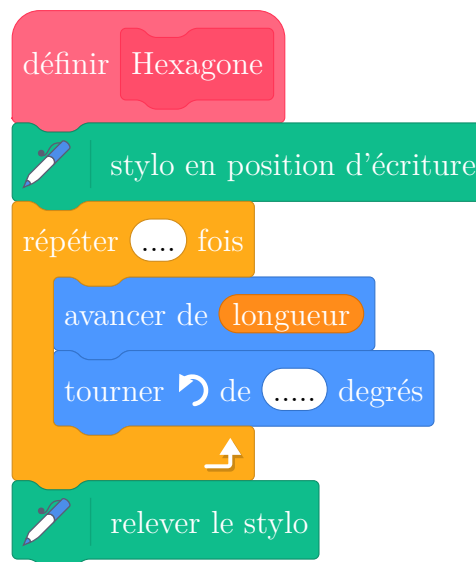 définir Hexagone
stylo en position d'écriture
répéter .... fois
avancer de longueur
tourner de ..... degrés
relever le stylo